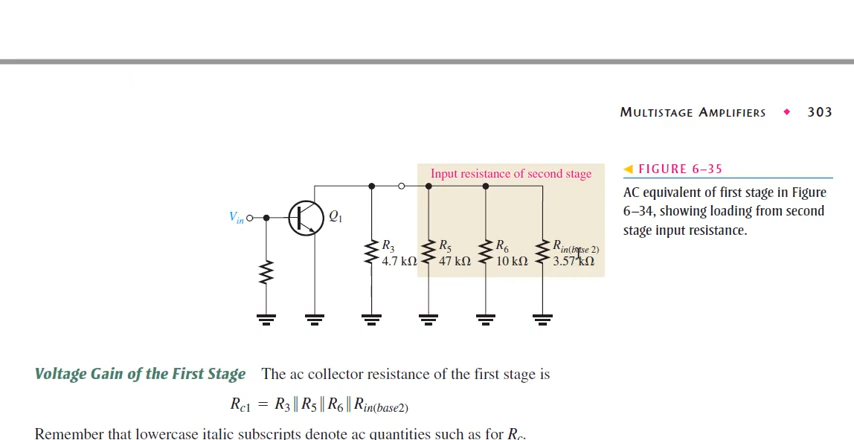 MULTISTAGE AMPLIFIERS ◆ 303
Input resistance of second stage
◀ FIGURE 6–35
AC equivalent of first stage in Figure
6–34, showing loading from second
stage input resistance.
Vin
Q1
R3
4.7 kΩ
R5
47 kΩ
R6
10 kΩ
Rin(base 2)
3.57 kΩ
Voltage Gain of the First Stage The ac collector resistance of the first stage is
Rc1 = R3 || R5 || R6 || Rin(base2)
Remember that lowercase italic subscripts denote ac quantities such as for Rc.